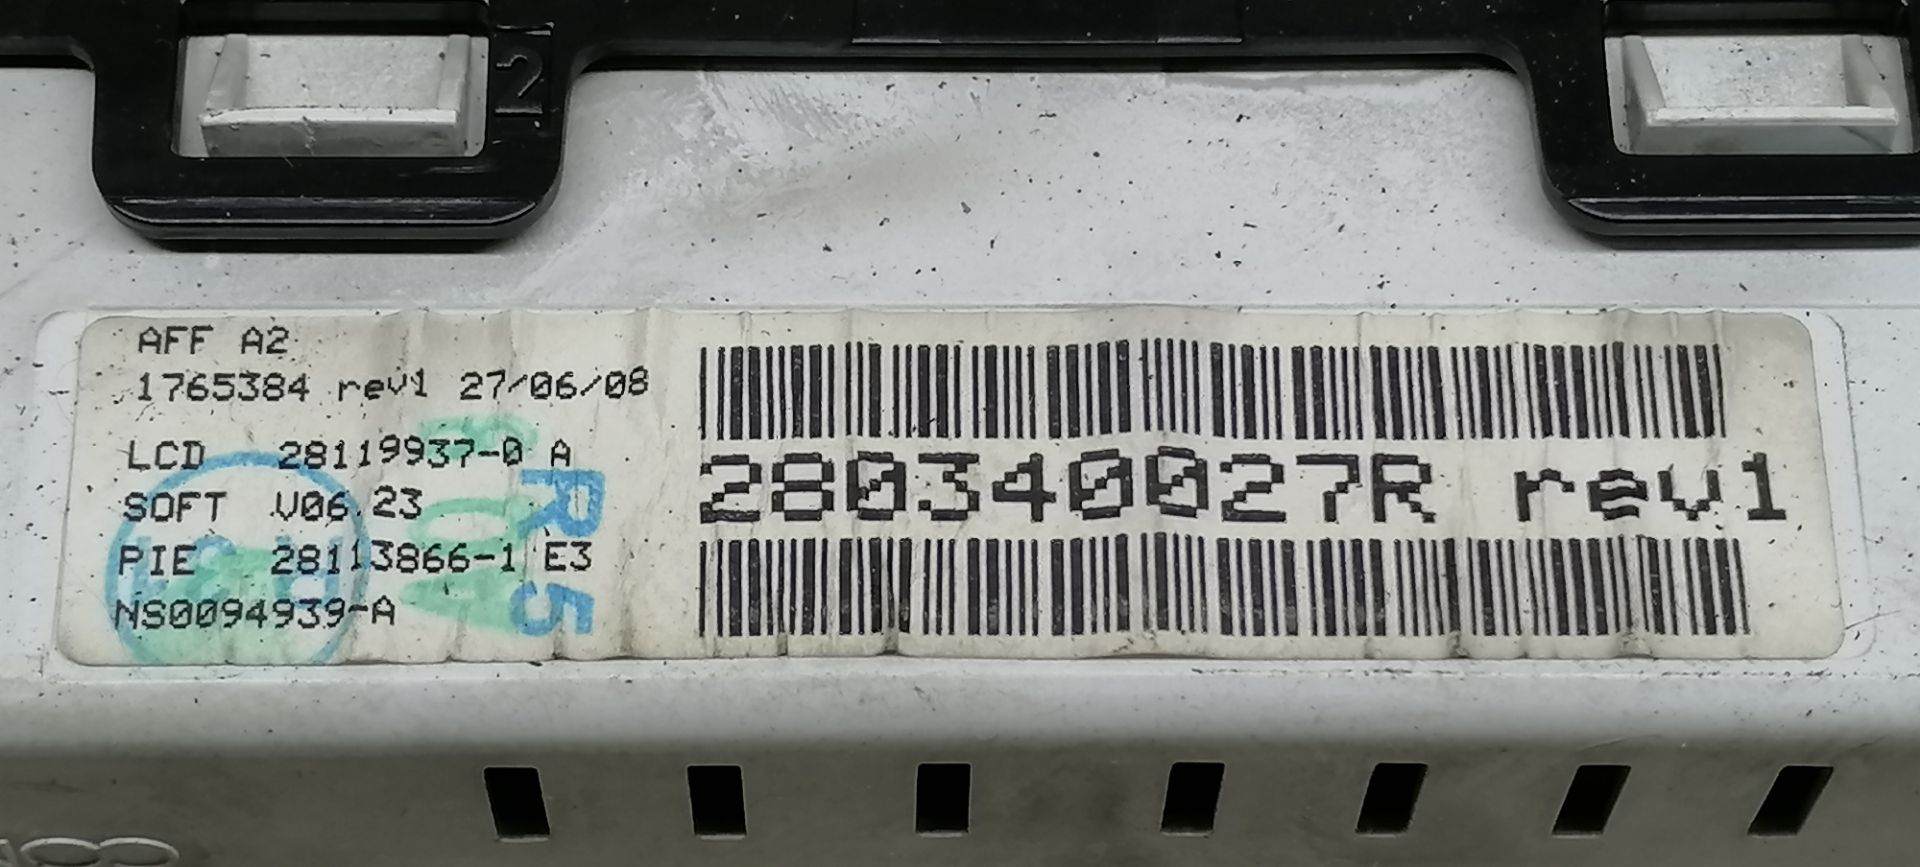 2
AFF A2
1765384 rev1 27/06/08
LCD 28119937-0 A
SOFT V06.23
PIE 28113866-1 E3
NS0094939-A
280340027R rev1
R5